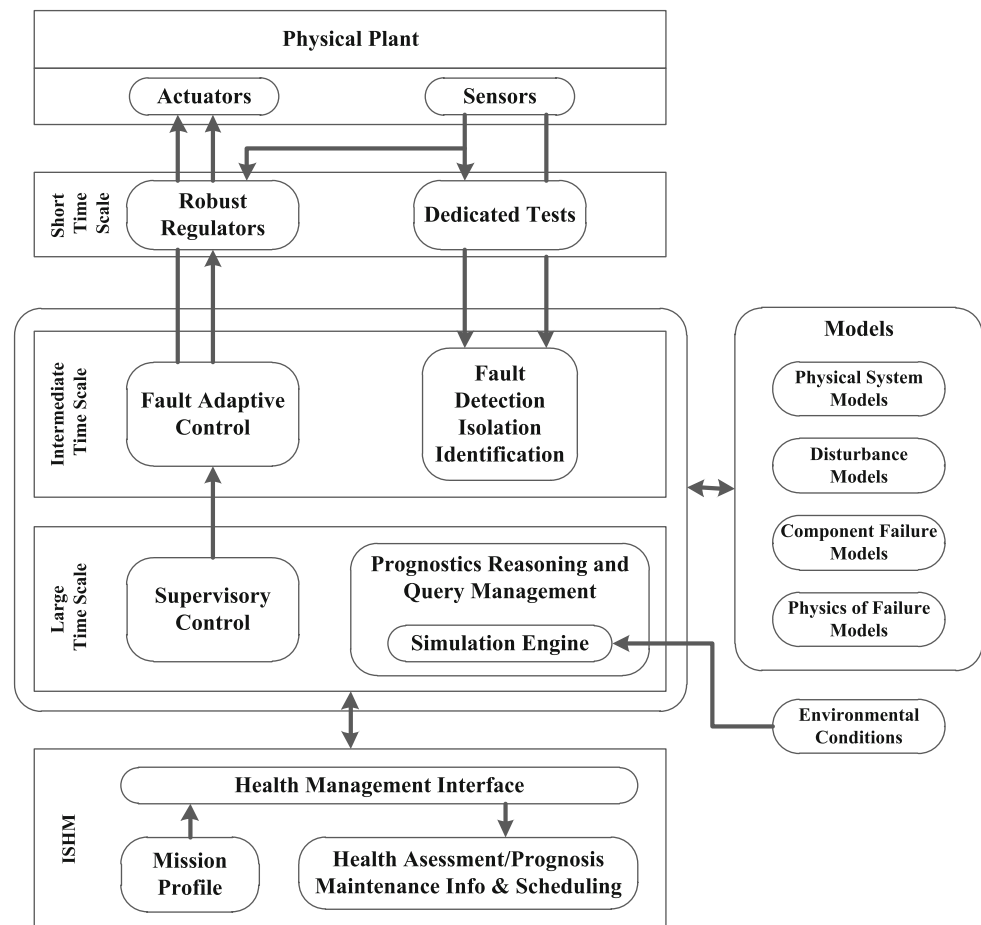 Physical Plant
Actuators
Sensors
Short
Time
Scale
Robust
Regulators
Dedicated Tests
Intermediate
Time Scale
Fault Adaptive
Control
Fault
Detection
Isolation
Identification
Large
Time Scale
Supervisory
Control
Prognostics Reasoning and
Query Management
Simulation Engine
Models
Physical System
Models
Disturbance
Models
Component Failure
Models
Physics of Failure
Models
Environmental
Conditions
ISHM
Health Management Interface
Mission
Profile
Health Asessment/Prognosis
Maintenance Info & Scheduling